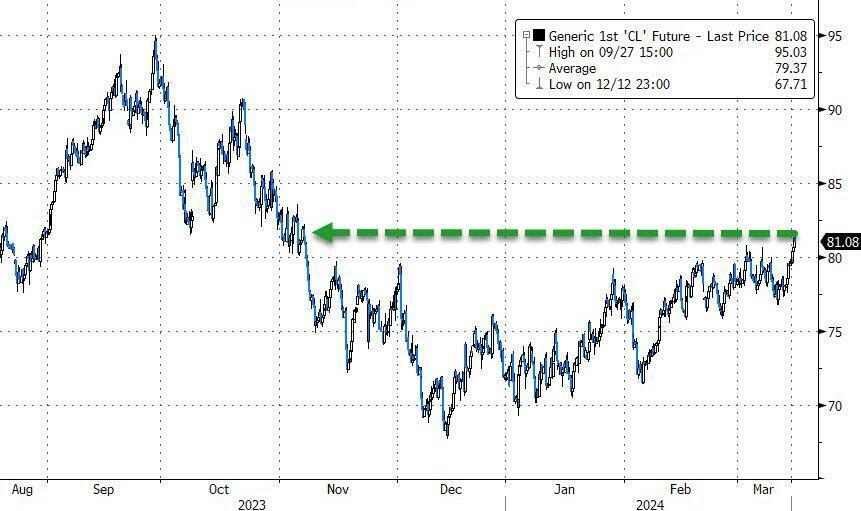 Generic 1st 'CL' Future - Last Price 81.08
High on 09/27 15:00 95.03
Average 79.37
Low on 12/12 23:00 67.71
95
90
85
81.08
80
75
70
Aug Sep Oct Nov Dec Jan Feb Mar
2023 2024